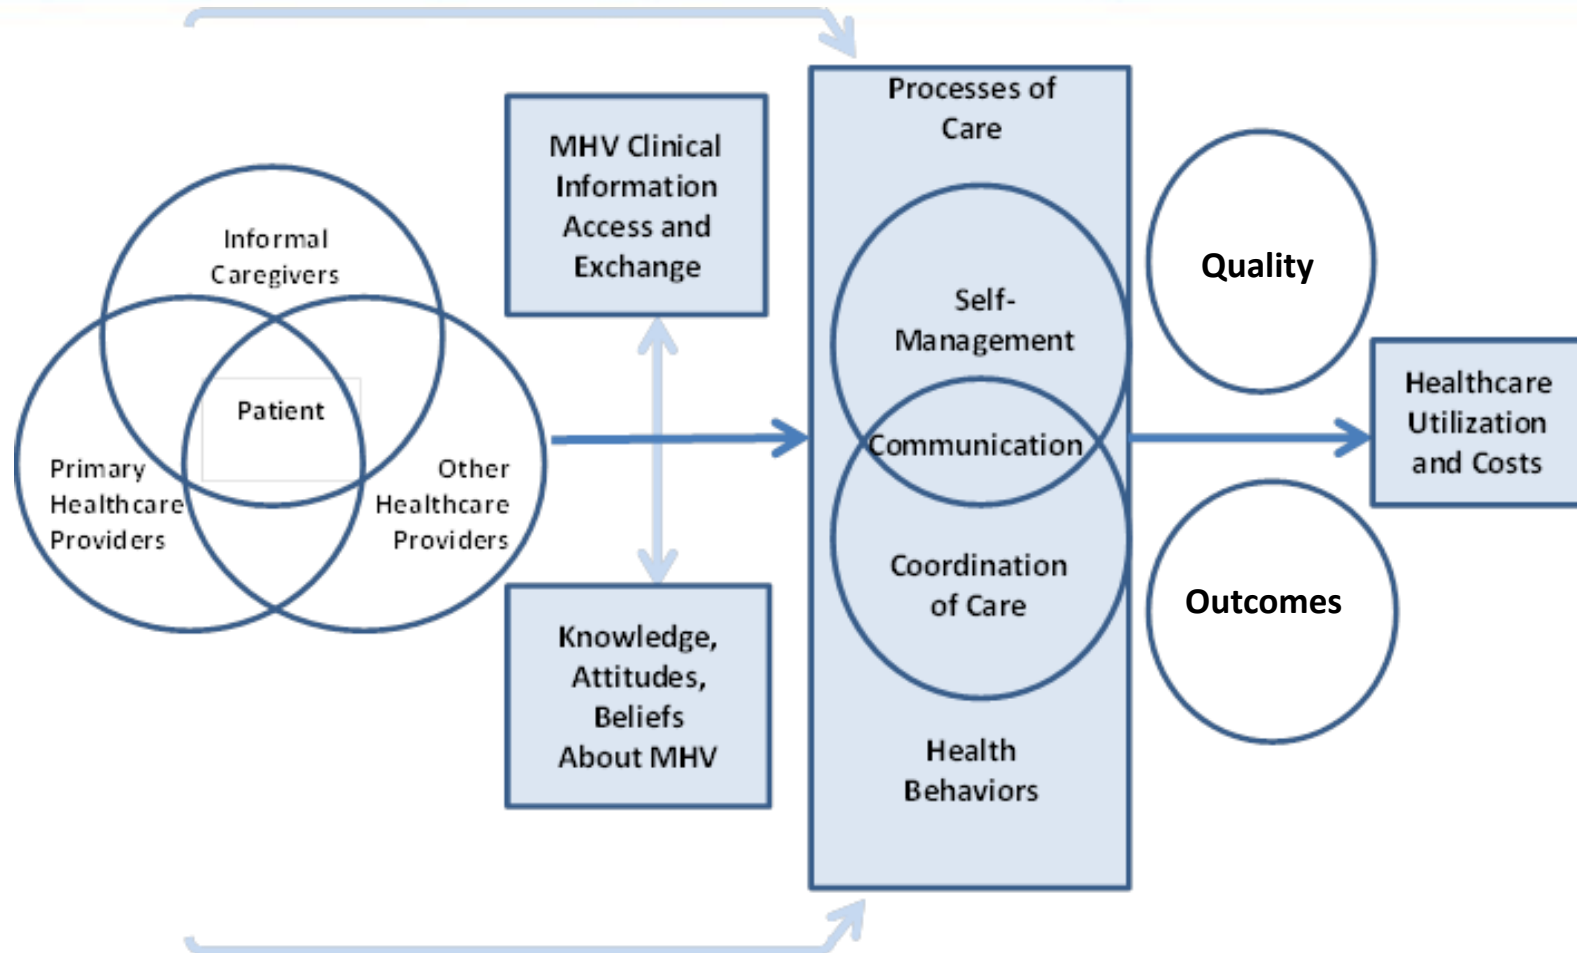 Informal
Caregivers
Patient
Primary
Healthcare
Providers
Other
Healthcare
Providers
MHV Clinical
Information
Access and
Exchange
Knowledge,
Attitudes,
Beliefs
About MHV
Processes of
Care
Self-
Management
Communication
Coordination
of Care
Health
Behaviors
Quality
Outcomes
Healthcare
Utilization
and Costs